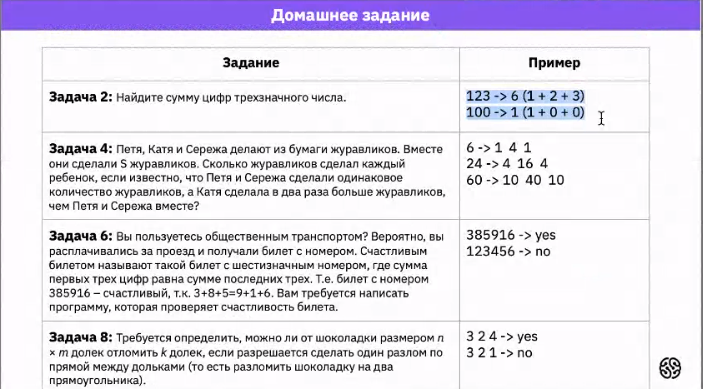 Домашнее задание
Задание
Пример
Задача 2: Найдите сумму цифр трехзначного числа.
123 -> 6 (1 + 2 + 3)
100 -> 1 (1 + 0 + 0)
Задача 4: Петя, Катя и Сережа делают из бумаги журавликов. Вместе
они сделали S журавликов. Сколько журавликов сделал каждый
ребенок, если известно, что Петя и Сережа сделали одинаковое
количество журавликов, а Катя сделала в два раза больше журавликов,
чем Петя и Сережа вместе?
6 -> 1 4 1
24 -> 4 16 4
60 -> 10 40 10
Задача 6: Вы пользуетесь общественным транспортом? Вероятно, вы
расплачивались за проезд и получали билет с номером. Счастливым
билетом называют такой билет с шестизначным номером, где сумма
первых трех цифр равна сумме последних трех. Т.е. билет с номером
385916 – счастливый, т.к. 3+8+5=9+1+6. Вам требуется написать
программу, которая проверяет счастливость билета.
385916 -> yes
123456 -> no
Задача 8: Требуется определить, можно ли от шоколадки размером n
× m долек отломить k долек, если разрешается сделать один разлом по
прямой между дольками (то есть разломить шоколадку на два
прямоугольника).
3 2 4 -> yes
3 2 1 -> no